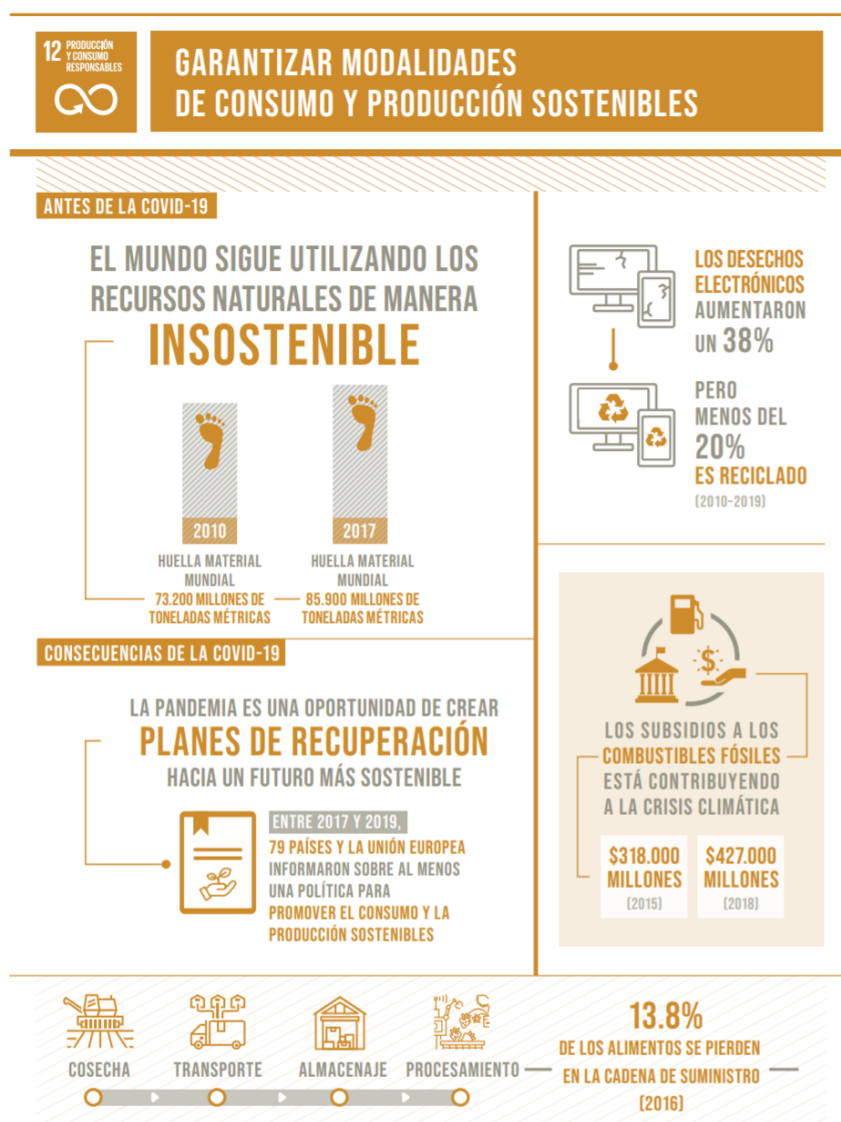 12 PRODUCCIÓN
Y CONSUMO
RESPONSABLES
GARANTIZAR MODALIDADES
DE CONSUMO Y PRODUCCIÓN SOSTENIBLES
ANTES DE LA COVID-19
EL MUNDO SIGUE UTILIZANDO LOS
RECURSOS NATURALES DE MANERA
INSOSTENIBLE
2010
HUELLA MATERIAL
MUNDIAL
73.200 MILLONES DE
TONELADAS MÉTRICAS
2017
HUELLA MATERIAL
MUNDIAL
85.900 MILLONES DE
TONELADAS MÉTRICAS
LOS DESECHOS
ELECTRÓNICOS
AUMENTARON
UN 38%
PERO
MENOS DEL
20%
ES RECICLADO
(2010-2019)
CONSECUENCIAS DE LA COVID-19
LA PANDEMIA ES UNA OPORTUNIDAD DE CREAR
PLANES DE RECUPERACIÓN
HACIA UN FUTURO MÁS SOSTENIBLE
ENTRE 2017 Y 2019,
79 PAÍSES Y LA UNIÓN EUROPEA
INFORMARON SOBRE AL MENOS
UNA POLÍTICA PARA
PROMOVER EL CONSUMO Y LA
PRODUCCIÓN SOSTENIBLES
$
LOS SUBSIDIOS A LOS
COMBUSTIBLES FÓSILES
ESTÁ CONTRIBUYENDO
A LA CRISIS CLIMÁTICA
$318.000
MILLONES
(2015)
$427.000
MILLONES
(2018)
COSECHA
TRANSPORTE
ALMACENAJE
PROCESAMIENTO
13.8%
DE LOS ALIMENTOS SE PIERDEN
EN LA CADENA DE SUMINISTRO
(2016)